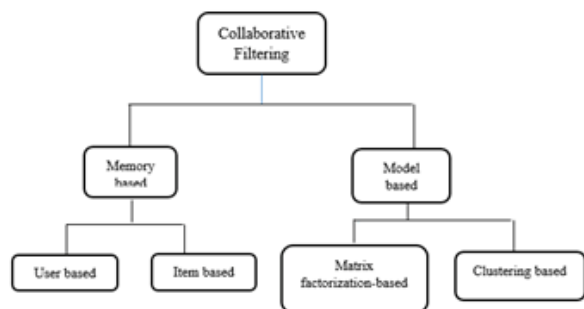 Collaborative
Filtering
Memory
based
Model
based
User based
Item based
Matrix
factorization-based
Clustering based